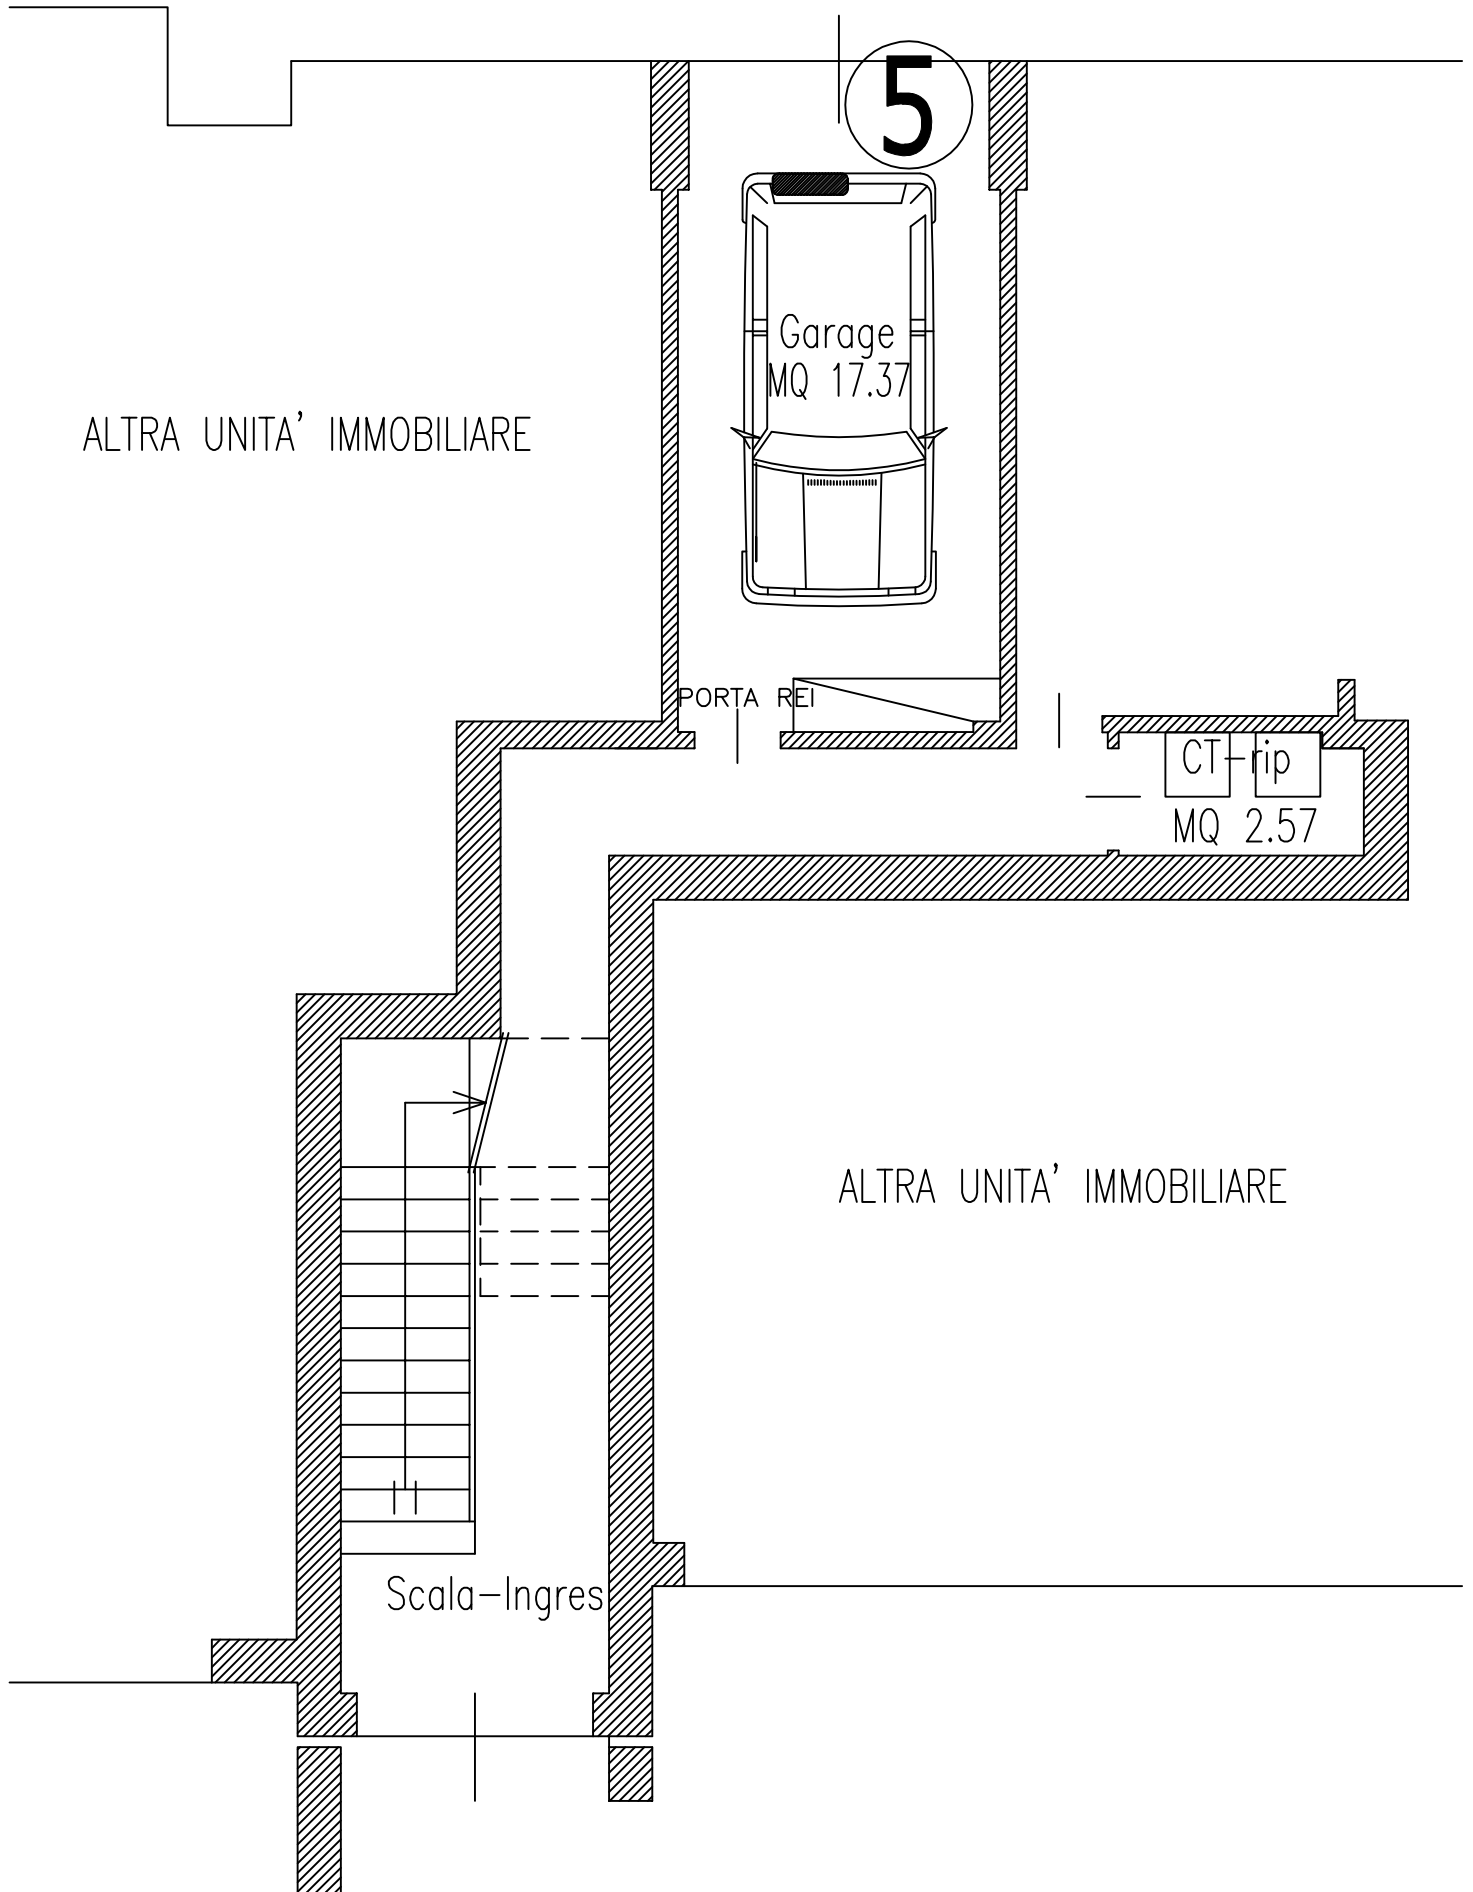 5
Garage
MQ 17.37
ALTRA UNITA' IMMOBILIARE
PORTA REI
CT-rip
MQ 2.57
ALTRA UNITA' IMMOBILIARE
Scala-Ingres